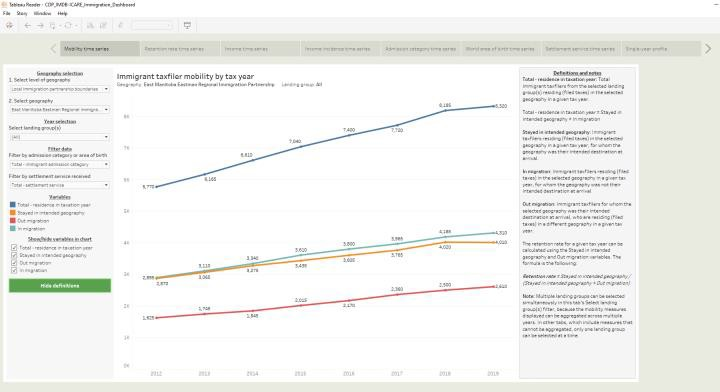 Tableau Reader - CDP_IMDB-ICARE_Immigration_Dashboard
File Story Window Help
Mobility time series
Retention rate time series
Income time series
Income incidence time series
Admission category time series
World area of birth time series
Settlement service time series
Single-year profile
Geography selection
1. Select level of geography
Local immigration partnership boundaries
2. Select geography
East Manitoba Eastman Regional Immigra...
Year selection
Select landing group(s)
(All)
Filter data
Filter by admission category or area of birth
Total - immigrant admission category
Filter by settlement service received
Total - settlement service
Variables
Total - residence in taxation year
Stayed in intended geography
Out migration
In migration
Show/hide variables in chart
Total - residence in taxation year
Stayed in intended geography
Out migration
In migration
Hide definitions
Immigrant taxfiler mobility by tax year
Geography: East Manitoba Eastman Regional Immigration Partnership Landing group: All
8K
7K
6K
5K
4K
3K
2K
1K
0K
5,770
6,165
6,610
7,040
7,400
7,720
8,185
8,320
2,895
3,110
3,340
3,610
3,800
3,965
4,165
4,310
2,870
3,060
3,275
3,435
3,605
3,765
4,020
4,010
1,625
1,745
1,845
2,015
2,170
2,360
2,500
2,610
2012 2013 2014 2015 2016 2017 2018 2019
Definitions and notes
Total - residence in taxation year: Total
immigrant taxfilers from the selected landing
group(s) residing (filed taxes) in the selected
geography in a given tax year.
Total - residence in taxation year = Stayed in
intended geography + In migration
Stayed in intended geography: Immigrant
taxfilers residing (filed taxes) in the selected
geography in a given tax year, for whom the
geography was their intended destination at
arrival.
In migration: Immigrant taxfilers residing (filed
taxes) in the selected geography in a given tax
year, for whom the geography was not their
intended destination at arrival.
Out migration: Immigrant taxfilers for whom the
selected geography was their intended
destination at arrival, who are residing (filed
taxes) in a different geography in a given tax
year.
The retention rate for a given tax year can be
calculated using the Stayed in intended geography
and Out migration variables. The
formula is the following:
Retention rate = Stayed in intended geography/
(Stayed in intended geography + Out migration)
Note: Multiple landing groups can be selected
simultaneously in this tab's Select landing
group(s) filter, because the mobility measures
displayed can be aggregated across multiple
years. In other tabs, which include measures that
cannot be aggregated, only one landing group
can be selected at a time.